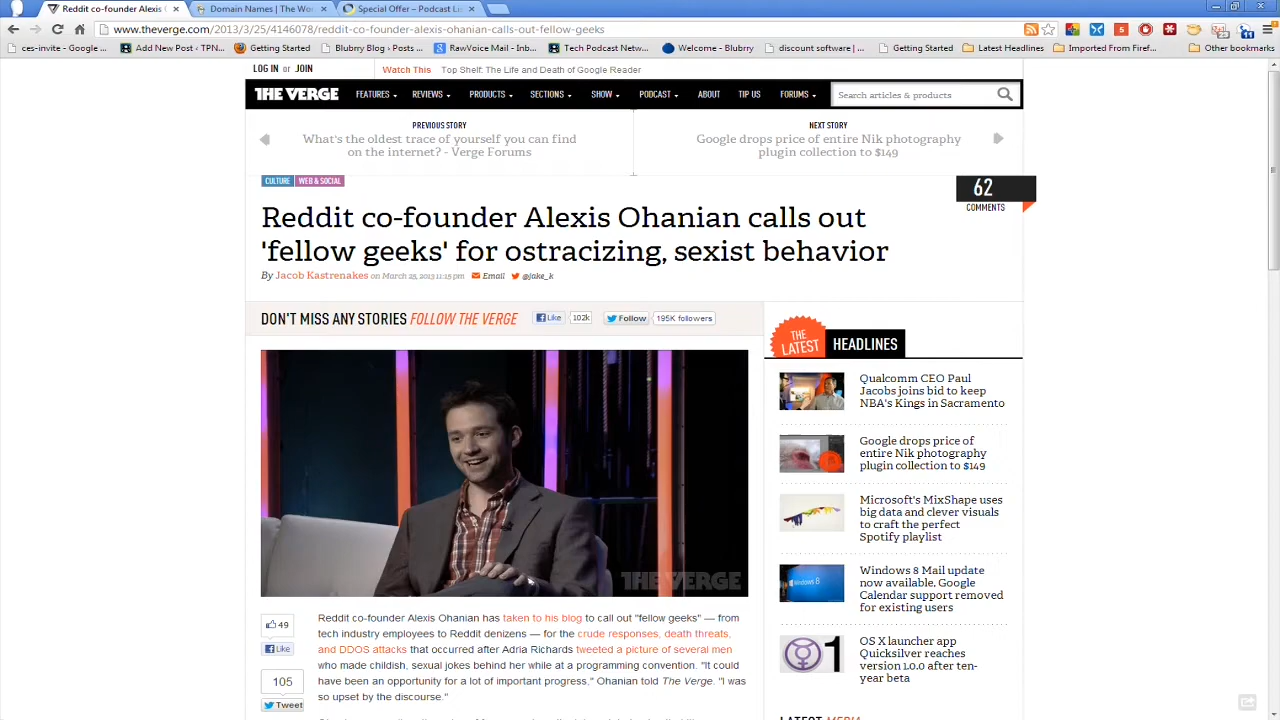 Reddit co-founder Alexis
Domain Names | The Wor
Special Offer – Podcast Li
www.theverge.com/2013/3/25/4146078/reddit-co-founder-alexis-ohanian-calls-out-fellow-geeks
ces-invite - Google ...
Add New Post ‹ TPN...
Getting Started
Blubrry Blog › Posts ...
RawVoice Mail - Inb...
Tech Podcast Netw...
Welcome - Blubrry
discount software | ...
Getting Started
Latest Headlines
Imported From Firef...
Other bookmarks
LOG IN or JOIN
Watch This Top Shelf: The Life and Death of Google Reader
THE VERGE
FEATURES
REVIEWS
PRODUCTS
SECTIONS
SHOW
PODCAST
ABOUT
TIP US
FORUMS
Search articles & products
PREVIOUS STORY
What's the oldest trace of yourself you can find
on the internet? - Verge Forums
NEXT STORY
Google drops price of entire Nik photography
plugin collection to $149
CULTURE
WEB & SOCIAL
62
COMMENTS
Reddit co-founder Alexis Ohanian calls out
'fellow geeks' for ostracizing, sexist behavior
By Jacob Kastrenakes on March 25, 2013 11:15 pm Email @jake_k
DON'T MISS ANY STORIES FOLLOW THE VERGE
Like 102k
Follow 195K followers
THE LATEST
HEADLINES
Qualcomm CEO Paul
Jacobs joins bid to keep
NBA's Kings in Sacramento
Google drops price of
entire Nik photography
plugin collection to $149
Microsoft's MixShape uses
big data and clever visuals
to craft the perfect
Spotify playlist
Windows 8
Windows 8 Mail update
now available, Google
Calendar support removed
for existing users
1
OS X launcher app
Quicksilver reaches
version 1.0.0 after ten-
year beta
LATEST MEDIA
THE VERGE
49
Like
105
Tweet
Reddit co-founder Alexis Ohanian has taken to his blog to call out "fellow geeks" — from
tech industry employees to Reddit denizens — for the crude responses, death threats,
and DDOS attacks that occurred after Adria Richards tweeted a picture of several men
who made childish, sexual jokes behind her while at a programming convention. "It could
have been an opportunity for a lot of important progress," Ohanian told The Verge. "I was
so upset by the discourse."